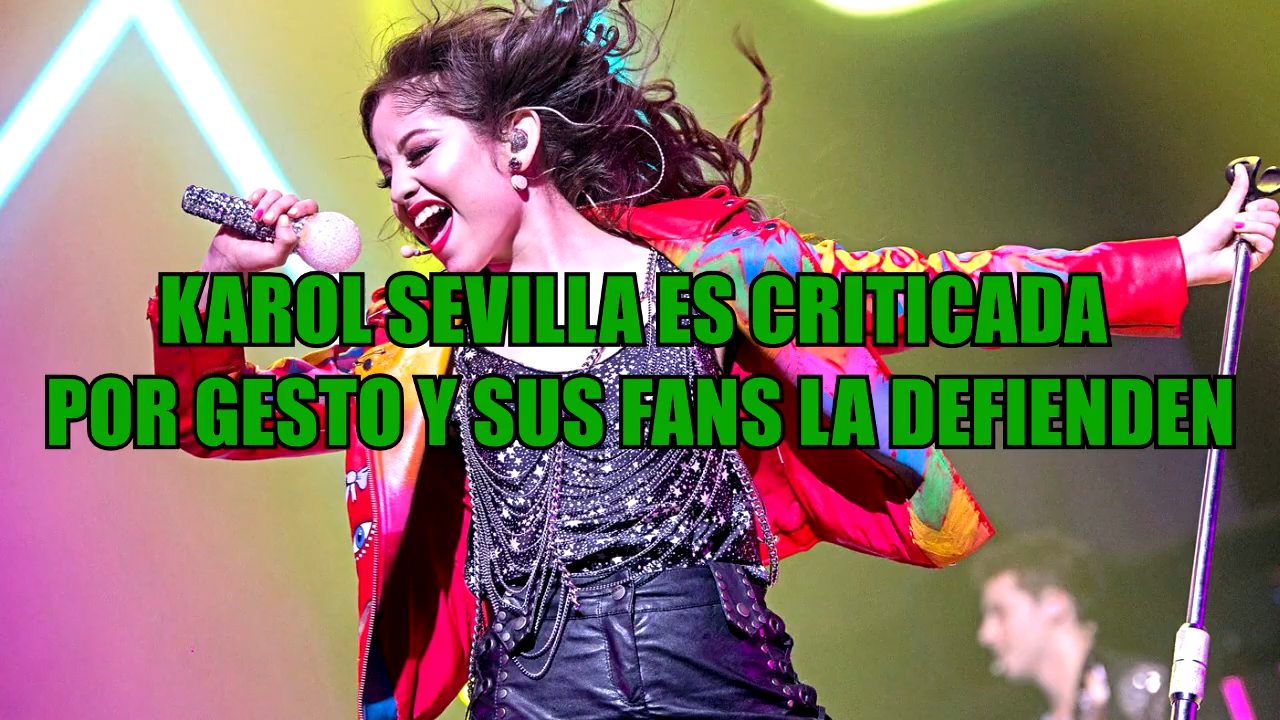 KAROL SEVILLA ES CRITICADA
POR GESTO Y SUS FANS LA DEFIENDEN